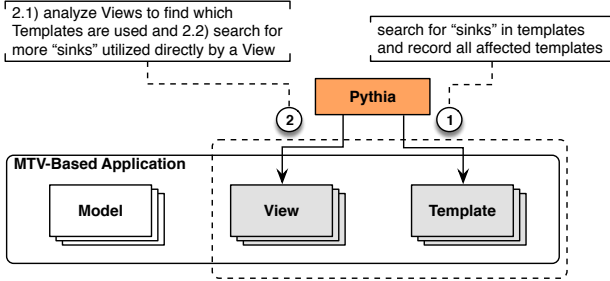 2.1) analyze Views to find which
Templates are used and 2.2) search for
more “sinks” utilized directly by a View
search for “sinks” in templates
and record all affected templates
Pythia
2
1
MTV-Based Application
Model
View
Template